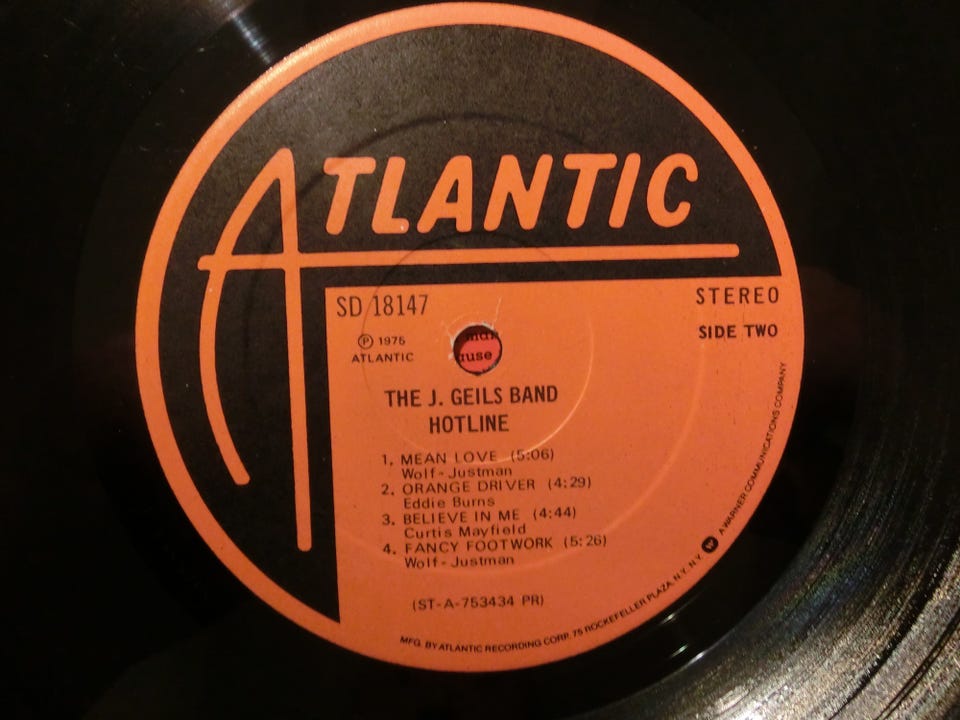 ATLANTIC
SD 18147
STEREO
Ⓟ 1975
ATLANTIC
SIDE TWO
THE J. GEILS BAND
HOTLINE
1. MEAN LOVE (5:06)
Wolf-Justman
2. ORANGE DRIVER (4:29)
Eddie Burns
3. BELIEVE IN ME (4:44)
Curtis Mayfield
4. FANCY FOOTWORK (5:26)
Wolf-Justman
(ST-A-753434 PR)
MFG. BY ATLANTIC RECORDING CORP. 75 ROCKEFELLER PLAZA, N.Y., N.Y. A WARNER COMMUNICATIONS COMPANY